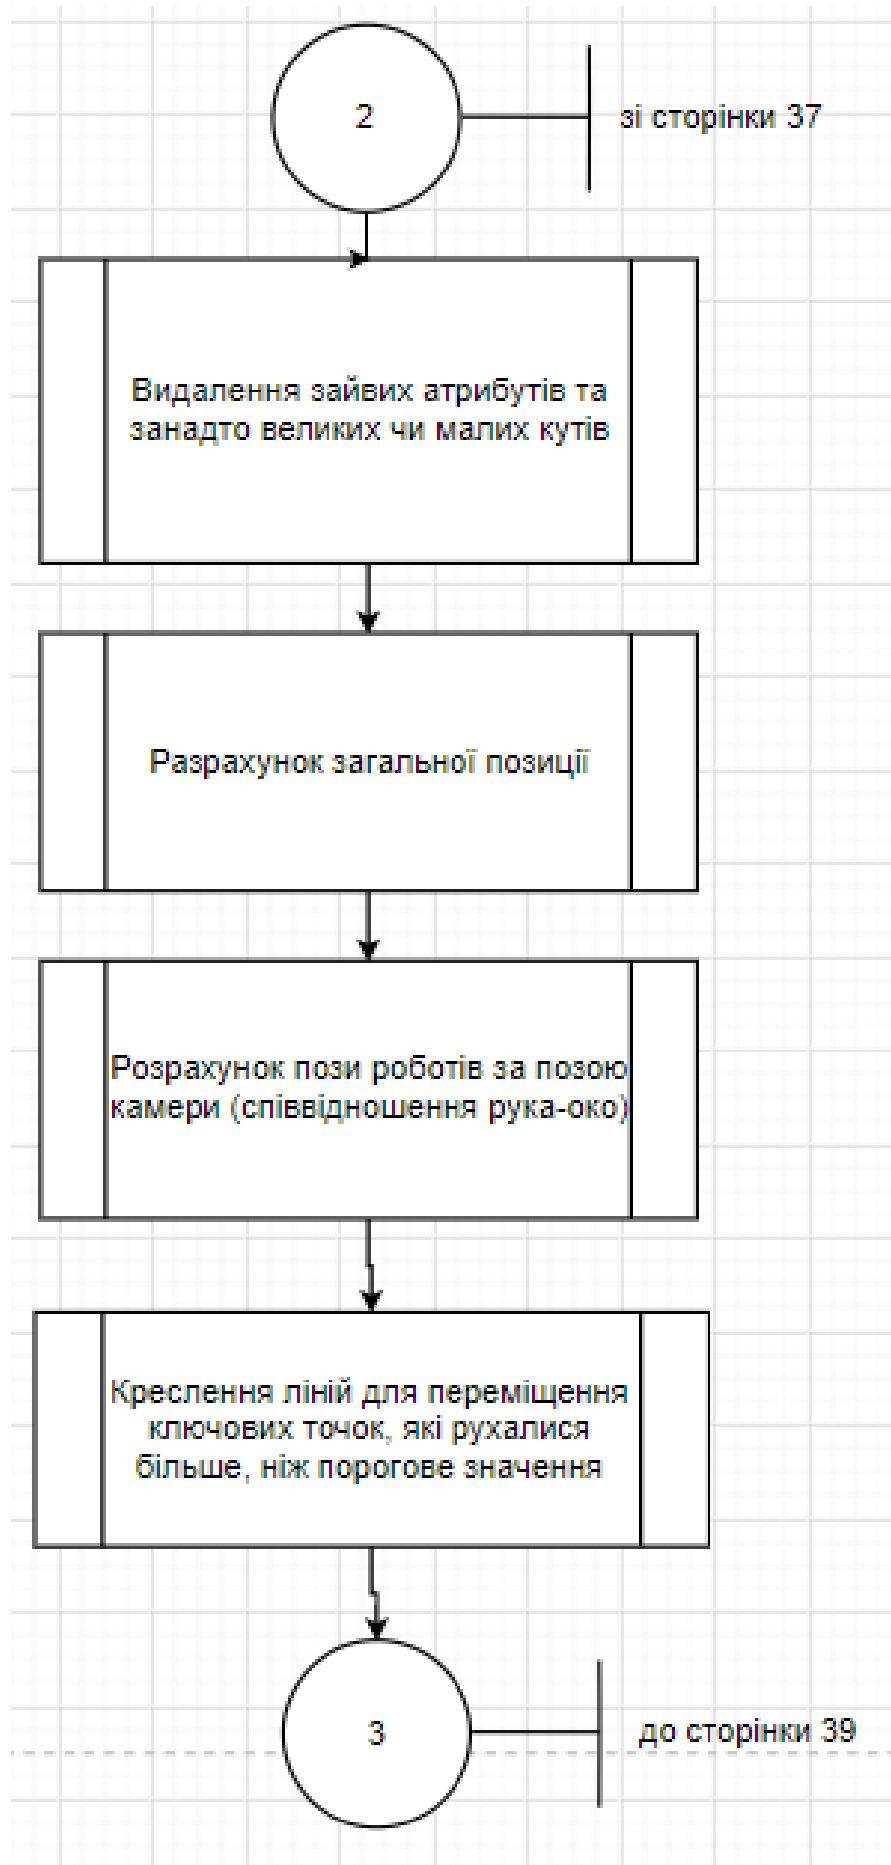 2
зі сторінки 37
Видалення зайвих атрибутів та
занадто великих чи малих кутів
Разрахунок загальної позиції
Розрахунок пози роботів за позою
камери (співвідношення рука-око)
Креслення ліній для переміщення
ключових точок, які рухалися
більше, ніж порогове значення
3
до сторінки 39